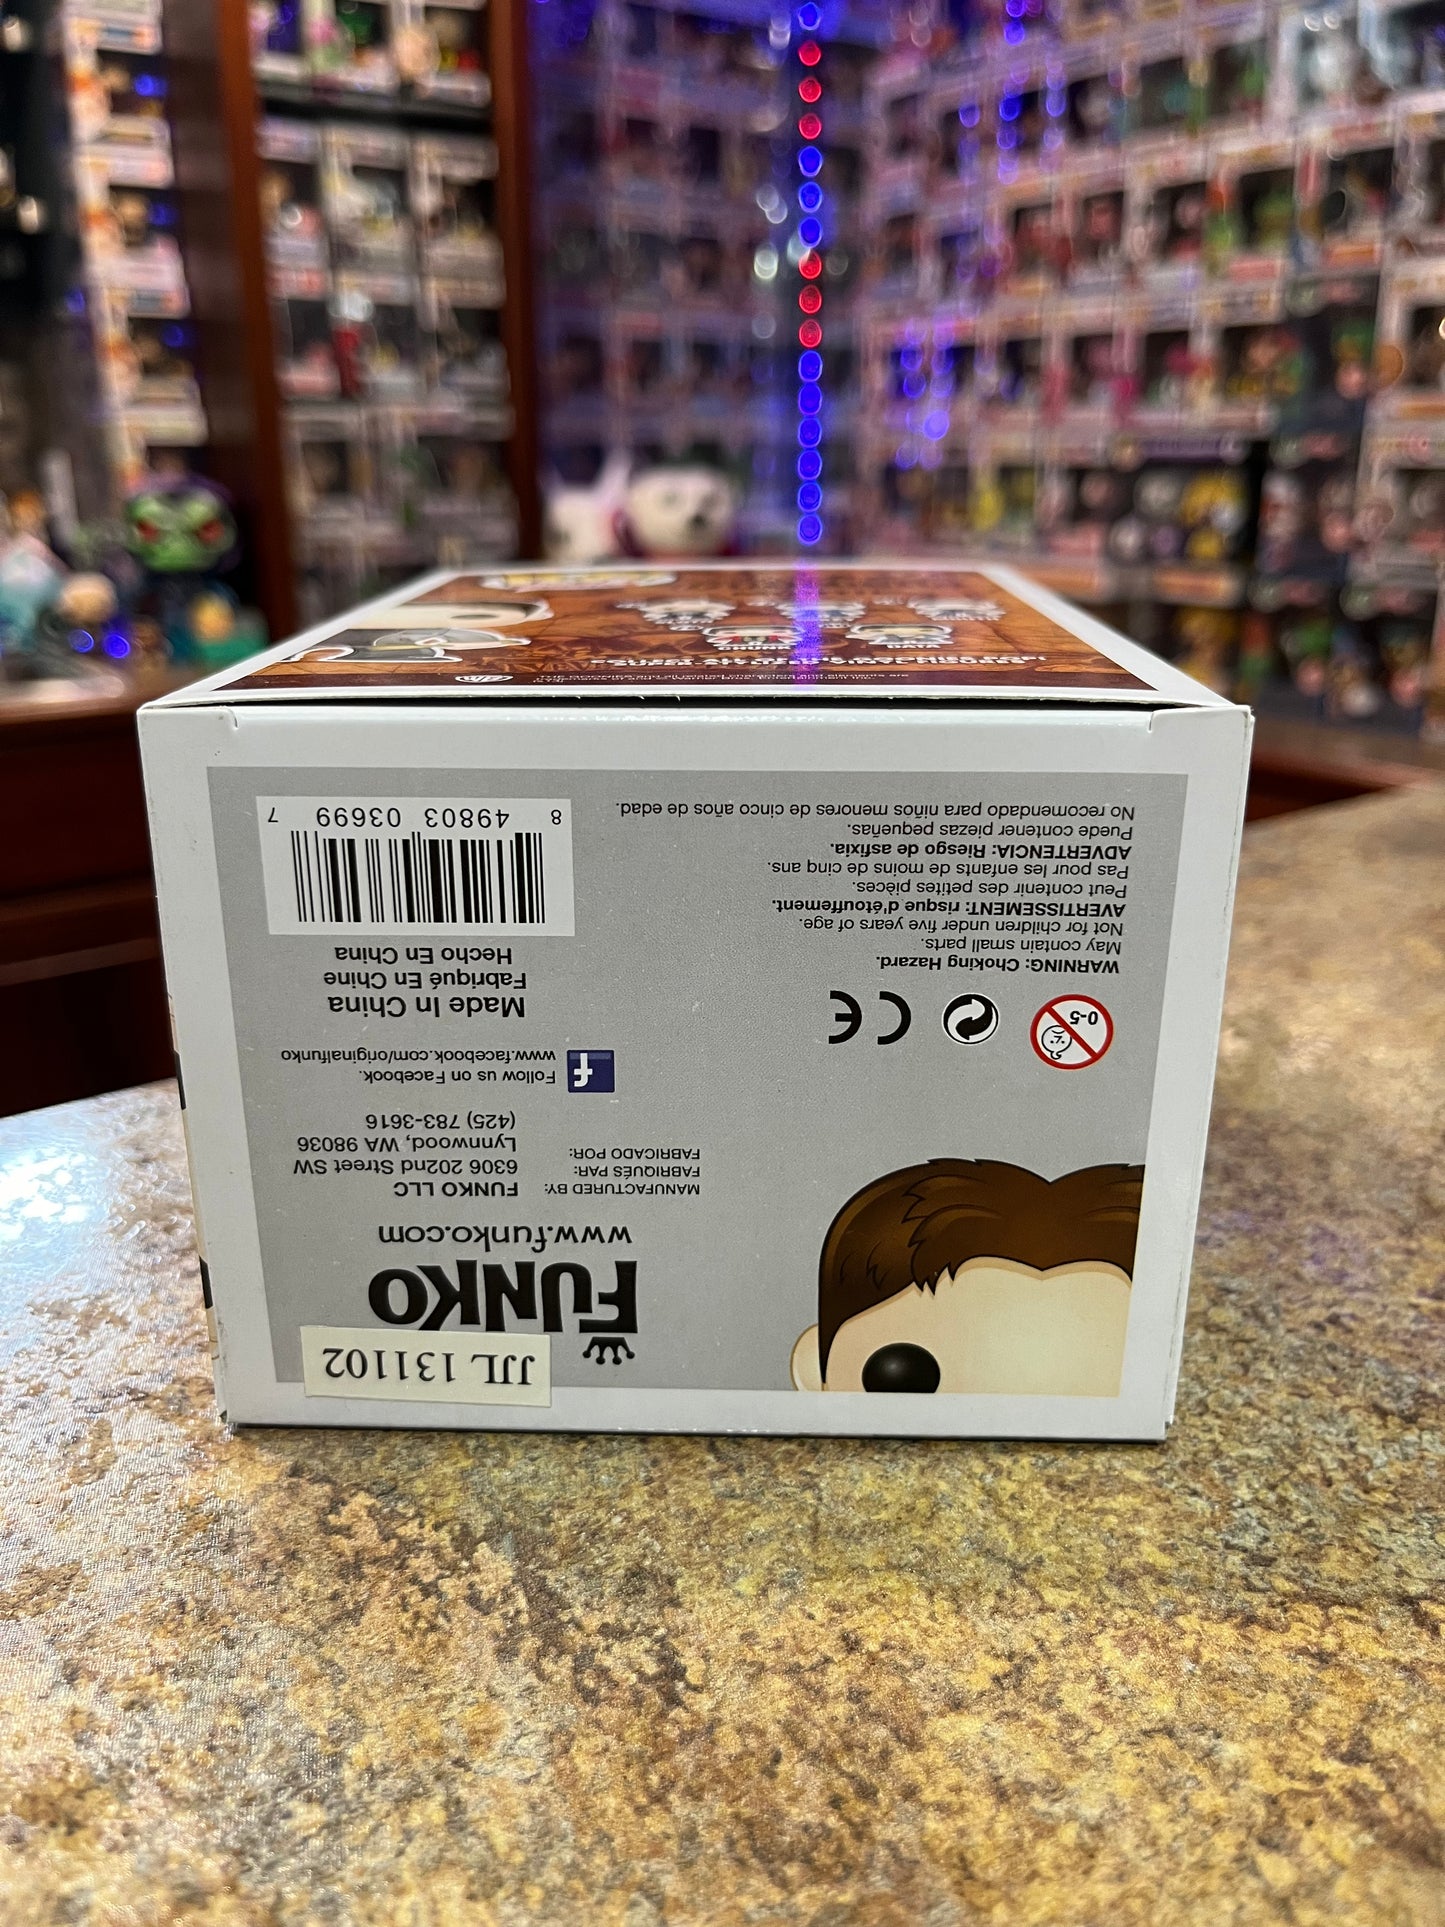 JJL 131102
FUNKO
www.funko.com
MANUFACTURED BY:
FABRIQUÉS PAR:
FABRICADO POR:
FUNKO LLC
6306 202nd Street SW
Lynnwood, WA 98036
(425) 783-3616
Follow us on Facebook.
www.facebook.com/originalfunko
f
Made In China
Fabriqué En Chine
Hecho En China
8 49803 03699 7
0-5
CE
WARNING: Choking Hazard.
May contain small parts.
Not for children under five years of age.
AVERTISSEMENT: risque d'étouffement.
Peut contenir des petites pièces.
Pas pour les enfants de moins de cinq ans
ADVERTENCIA: Riesgo de asfixia.
Puede contener piezas pequeñas.
No recomendado para niños menores de cinco años de edad.
DATA
CHUNK